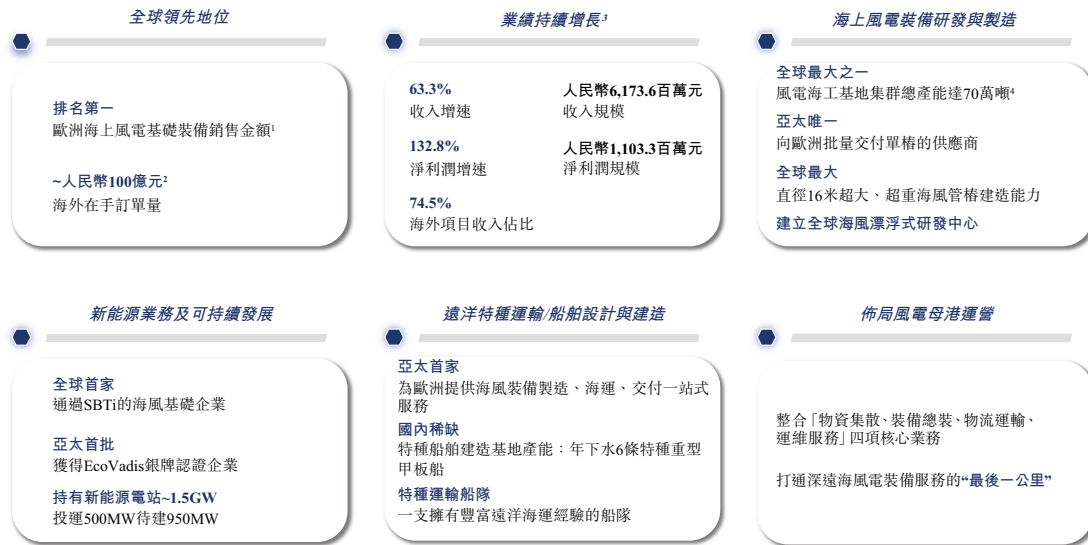 全球領先地位
排名第一
歐洲海上風電基礎裝備銷售金額¹
~人民幣100億元²
海外在手訂單量
業績持續增長³
63.3%
收入增速
人民幣6,173.6百萬元
收入規模
132.8%
淨利潤增速
人民幣1,103.3百萬元
淨利潤規模
74.5%
海外項目收入佔比
海上風電裝備研發與製造
全球最大之一
風電海工基地集群總產能達70萬噸⁴
亞太唯一
向歐洲批量交付單樁的供應商
全球最大
直徑16米超大、超重海風管樁建造能力
建立全球海風漂浮式研發中心
新能源業務及可持續發展
全球首家
通過SBTi的海風基礎企業
亞太首批
獲得EcoVadis銀牌認證企業
持有新能源電站~1.5GW
投運500MW待建950MW
遠洋特種運輸/船舶設計與建造
亞太首家
為歐洲提供海風裝備製造、海運、交付一站式
服務
國內稀缺
特種船舶建造基地產能：年下水6條特種重型
甲板船
特種運輸船隊
一支擁有豐富遠洋海運經驗的船隊
佈局風電母港運營
整合「物資集散、裝備總裝、物流運輸、
運維服務」四項核心業務
打通深遠海風電裝備服務的“最後一公里”